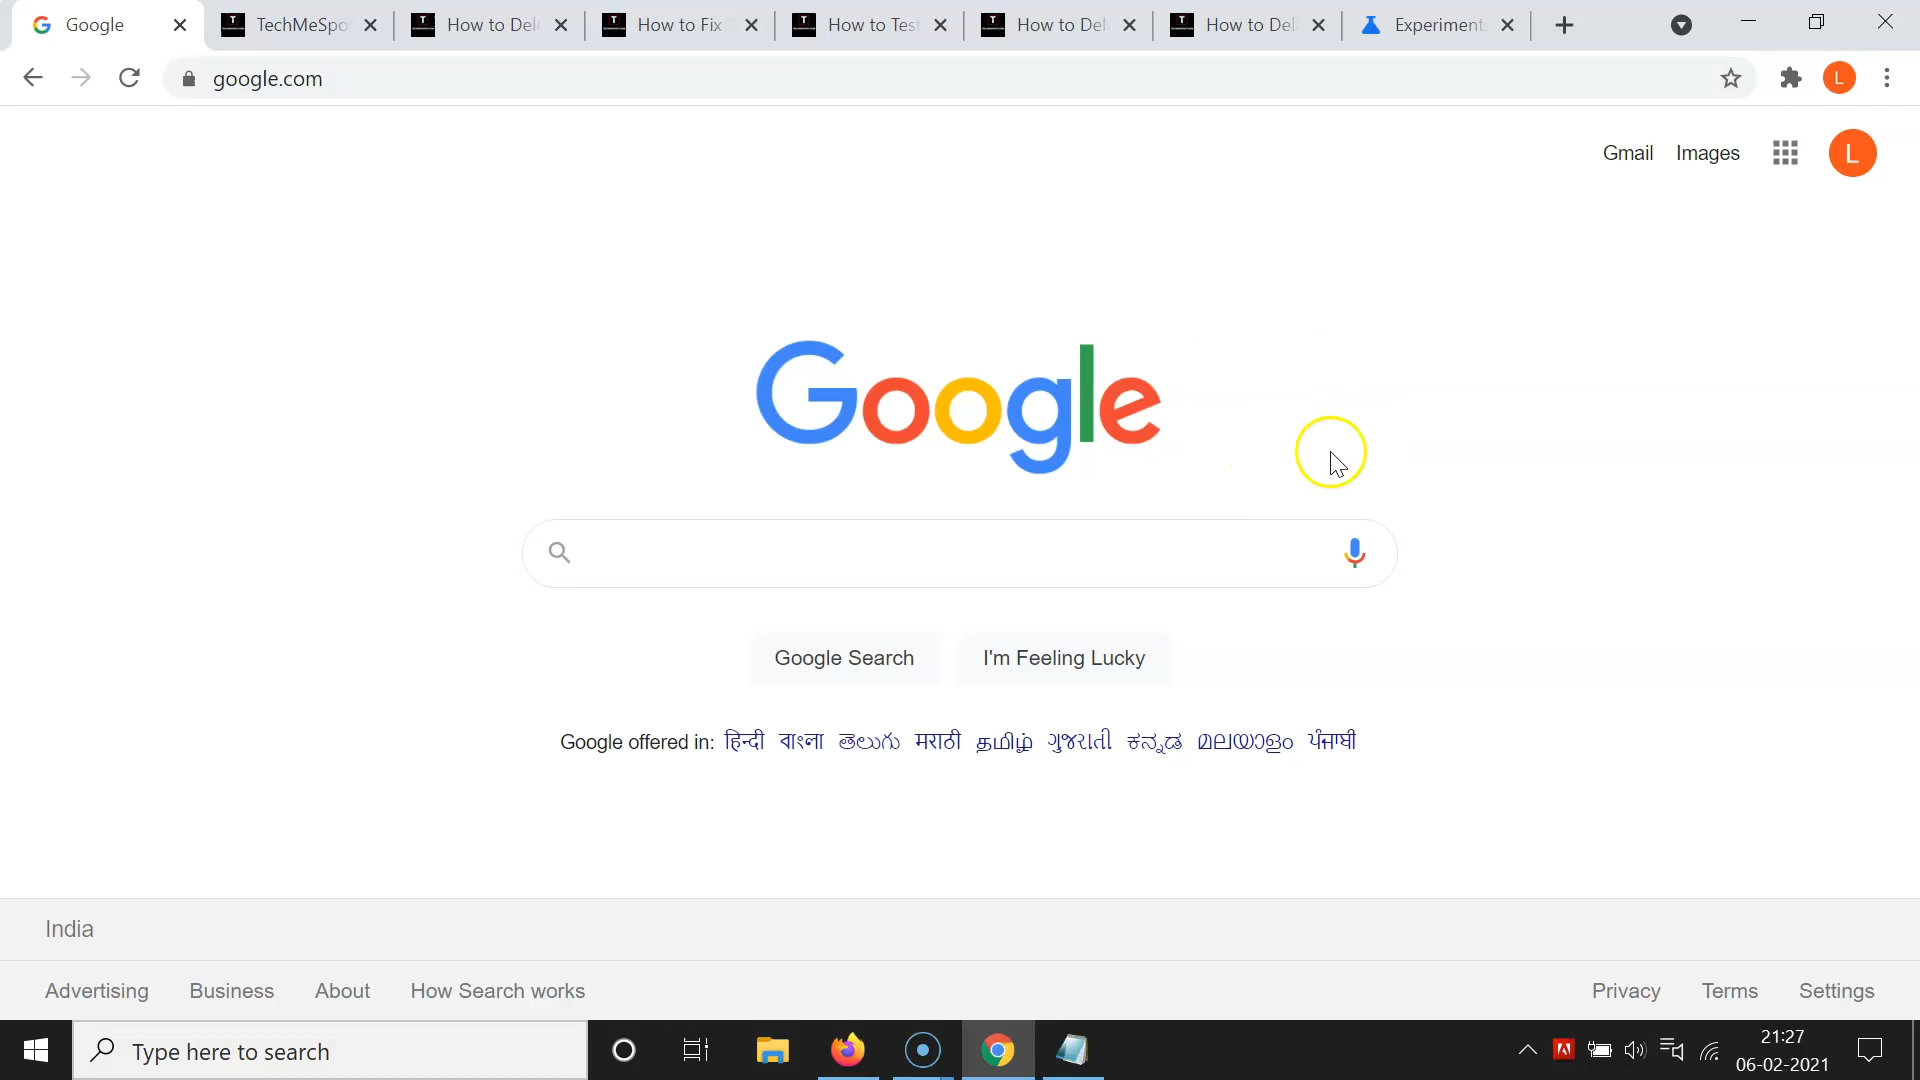 Google TechMeSpo How to Del How to Fix How to Test How to Del How to Del Experiments
google.com L
Gmail Images L
Google
Google Search I'm Feeling Lucky
Google offered in: हिन्दी বাংলা తెలుగు मराठी தமிழ் ગુજરાતી ಕನ್ನಡ മലയാളം ਪੰਜਾਬੀ
India
Advertising Business About How Search works Privacy Terms Settings
Type here to search 21:27
06-02-2021